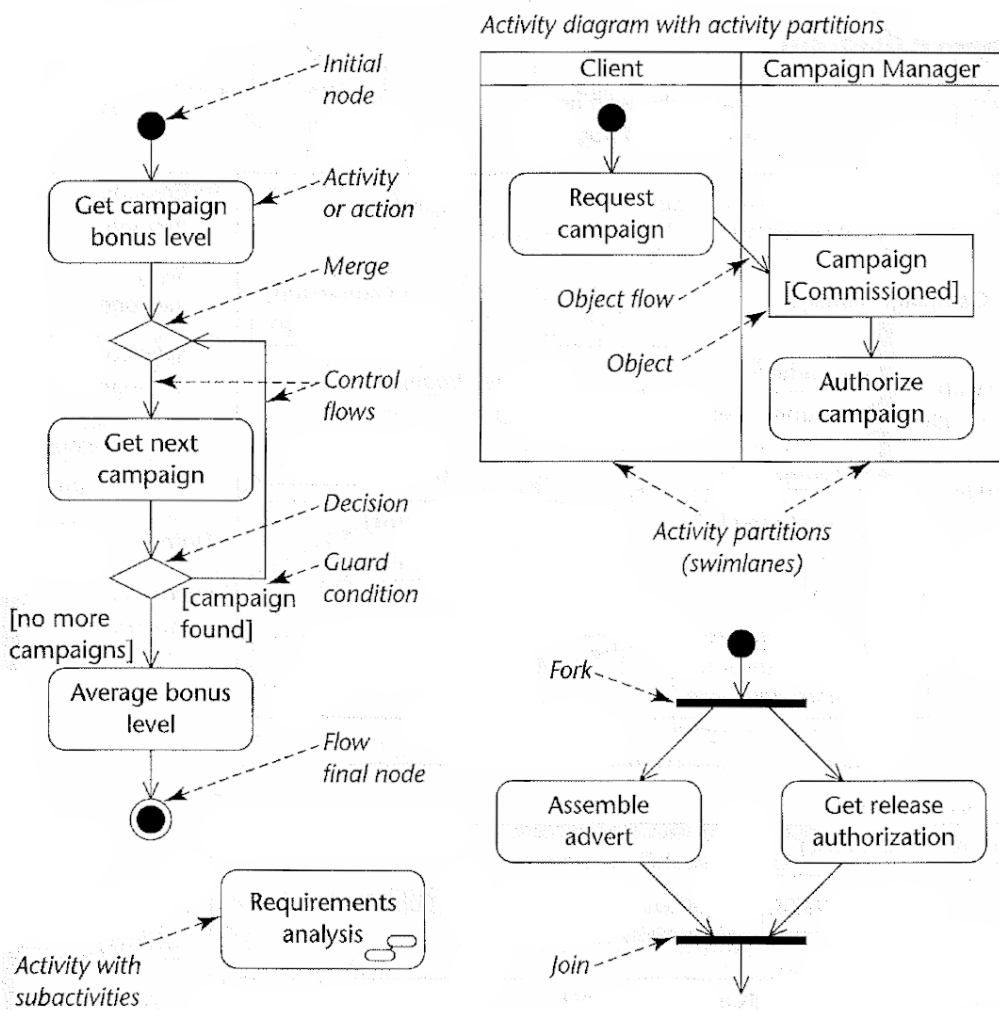 Activity diagram with activity partitions
Initial
node
Get campaign
bonus level
Activity
or action
Merge
Control
flows
Get next
campaign
Decision
Guard
condition
[campaign
found]
[no more
campaigns]
Average bonus
level
Flow
final node
Requirements
analysis
Activity with
subactivities
Client
Campaign Manager
Request
campaign
Campaign
[Commissioned]
Object flow
Object
Authorize
campaign
Activity partitions
(swimlanes)
Fork
Assemble
advert
Get release
authorization
Join